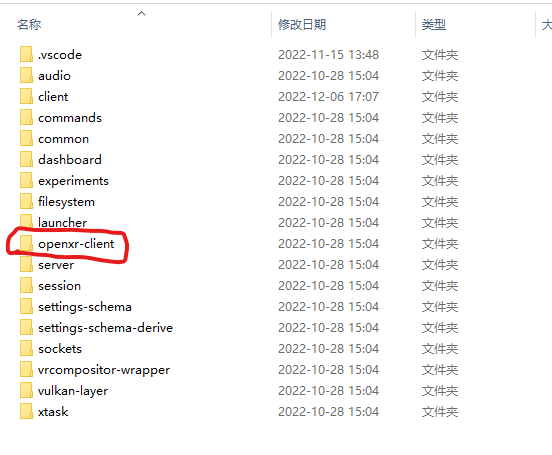 名称 修改日期 类型 大
.vscode 2022-11-15 13:48 文件夹
audio 2022-10-28 15:04 文件夹
client 2022-12-06 17:07 文件夹
commands 2022-10-28 15:04 文件夹
common 2022-10-28 15:04 文件夹
dashboard 2022-10-28 15:04 文件夹
experiments 2022-10-28 15:04 文件夹
filesystem 2022-10-28 15:04 文件夹
launcher 2022-10-28 15:04 文件夹
openxr-client 2022-10-28 15:04 文件夹
server 2022-10-28 15:04 文件夹
session 2022-10-28 15:04 文件夹
settings-schema 2022-10-28 15:04 文件夹
settings-schema-derive 2022-10-28 15:04 文件夹
sockets 2022-10-28 15:04 文件夹
vrcompositor-wrapper 2022-10-28 15:04 文件夹
vulkan-layer 2022-10-28 15:04 文件夹
xtask 2022-10-28 15:04 文件夹